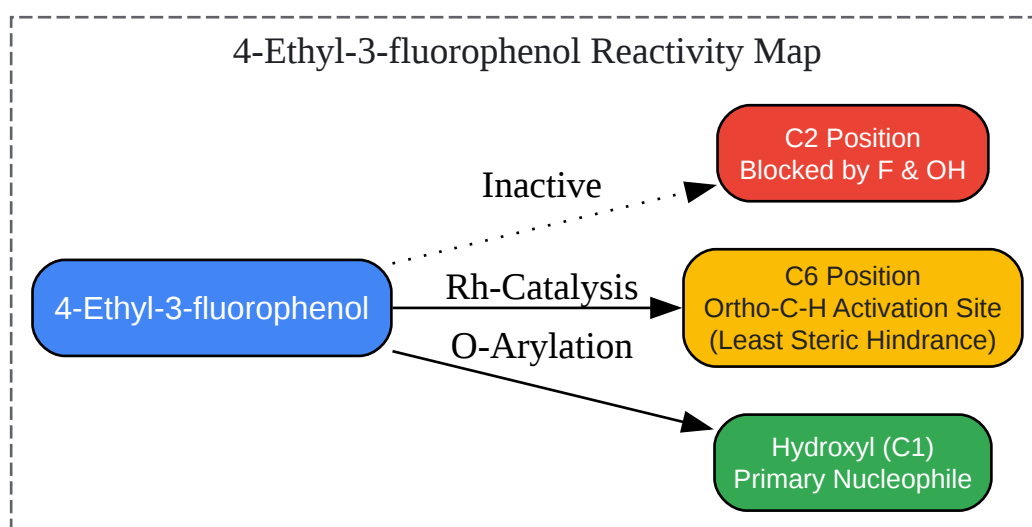 4-Ethyl-3-fluorophenol Reactivity Map
C2 Position
Blocked by F & OH
Inactive
4-Ethyl-3-fluorophenol
Rh-Catalysis
C6 Position
Ortho-C-H Activation Site
(Least Steric Hindrance)
O-Arylation
Hydroxyl (C1)
Primary Nucleophile